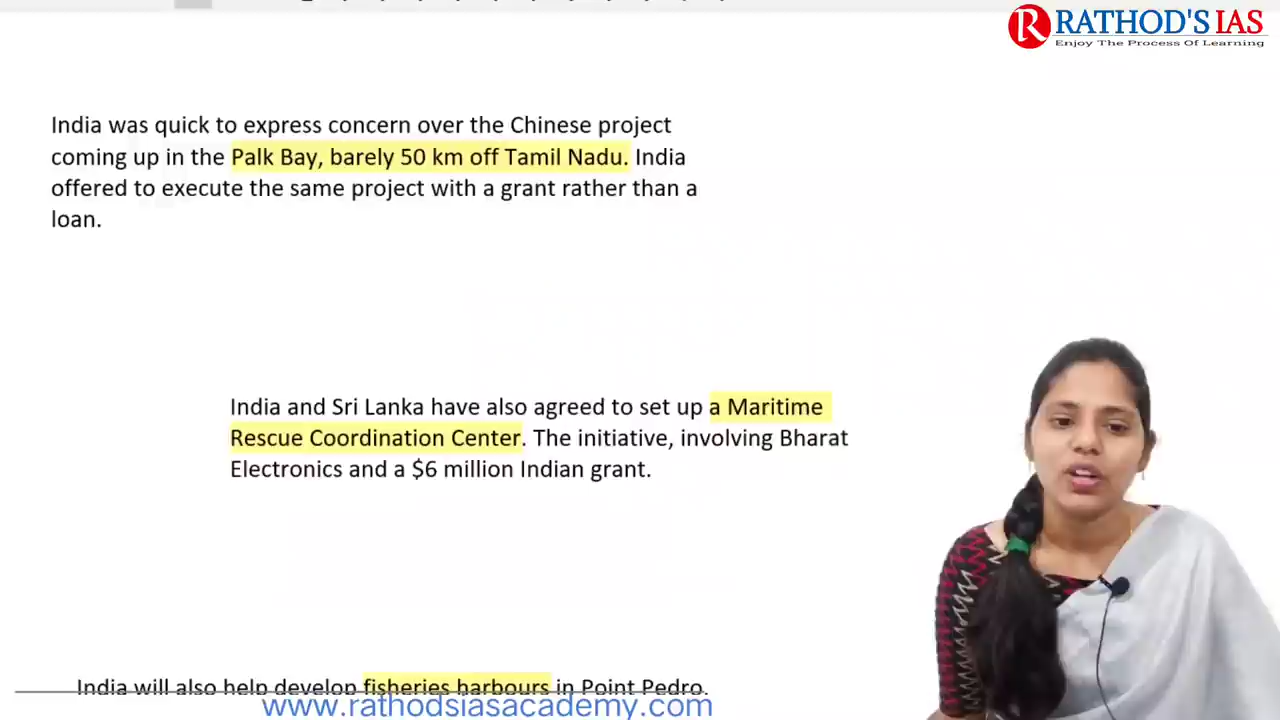 RATHOD'S IAS
Enjoy The Process Of Learning
India was quick to express concern over the Chinese project
coming up in the Palk Bay, barely 50 km off Tamil Nadu. India
offered to execute the same project with a grant rather than a
loan.
India and Sri Lanka have also agreed to set up a Maritime
Rescue Coordination Center. The initiative, involving Bharat
Electronics and a $6 million Indian grant.
India will also help develop fisheries harbours in Point Pedro.
www.rathodsiasacademy.com